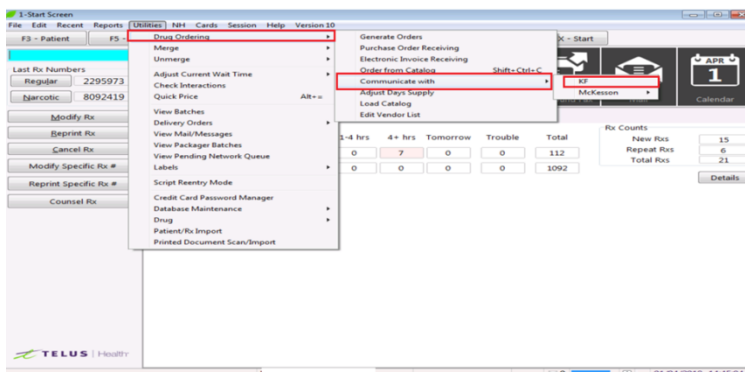 1-Start Screen
File Edit Recent Reports Utilities NH Cards Session Help Version 10
F3 - Patient F5 - X - Start
Drug Ordering
Merge
Unmerge
Adjust Current Wait Time
Check Interactions
Quick Price Alt+=
View Batches
Delivery Orders
View Mail/Messages
View Packager Batches
View Pending Network Queue
Labels
Script Reentry Mode
Credit Card Password Manager
Database Maintenance
Drug
Patient/Rx Import
Printed Document Scan/Import
Generate Orders
Purchase Order Receiving
Electronic Invoice Receiving
Order from Catalog Shift+Ctrl+C
Communicate with
Adjust Days Supply
Load Catalog
Edit Vendor List
KF
McKesson
APR
1
Calendar
Last Rx Numbers
Regular 2295973
Narcotic 8092419
Modify Rx
Reprint Rx
Cancel Rx
Modify Specific Rx #
Reprint Specific Rx #
Counsel Rx
1-4 hrs 4+ hrs Tomorrow Trouble Total
0 7 0 0 112
0 0 0 0 1092
Rx Counts
New Rxs 15
Repeat Rxs 6
Total Rxs 21
Details
TELUS Health